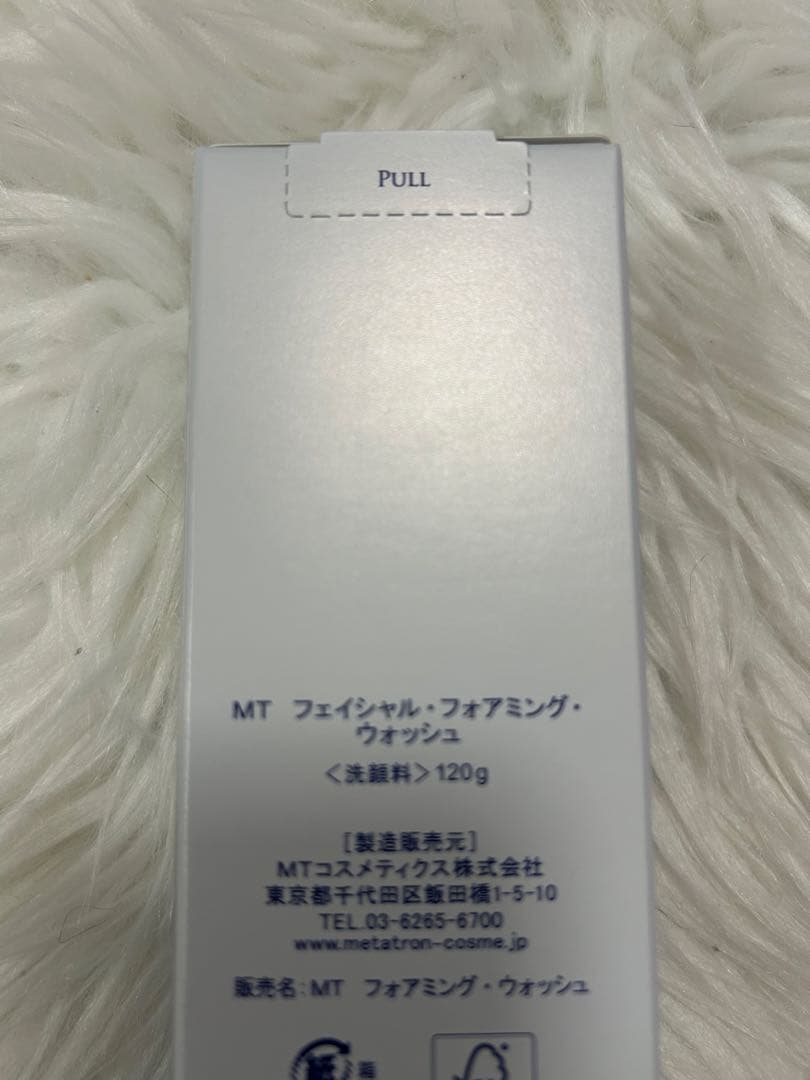 PULL
MT　フェイシャル・フォアミング・
ウォッシュ
＜洗顔料＞120g
[製造販売元]
MTコスメティクス株式会社
東京都千代田区飯田橋1-5-10
TEL.03-6265-6700
www.metatron-cosme.jp
販売名：MT　フォアミング・ウォッシュ
紙